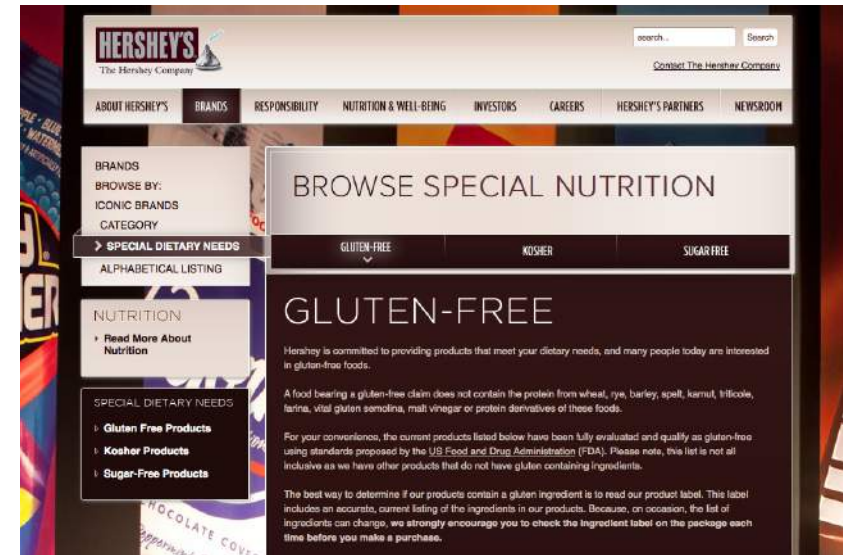 HERSHEY'S
The Hershey Company
search...
Search
Contact The Hershey Company
ABOUT HERSHEY'S
BRANDS
RESPONSIBILITY
NUTRITION & WELL-BEING
INVESTORS
CAREERS
HERSHEY'S PARTNERS
NEWSROOM
BRANDS
BROWSE BY:
ICONIC BRANDS
CATEGORY
SPECIAL DIETARY NEEDS
ALPHABETICAL LISTING
NUTRITION
Read More About
Nutrition
SPECIAL DIETARY NEEDS
Gluten Free Products
Kosher Products
Sugar-Free Products
BROWSE SPECIAL NUTRITION
GLUTEN-FREE
KOSHER
SUGAR FREE
GLUTEN-FREE
Hershey is committed to providing products that meet your dietary needs, and many people today are interested
in gluten-free foods.
A food bearing a gluten-free claim does not contain the protein from wheat, rye, barley, spelt, kamut, triticole,
farina, vital gluten semolina, malt vinegar or protein derivatives of these foods.
For your convenience, the current products listed below have been fully evaluated and qualify as gluten-free
using standards proposed by the US Food and Drug Administration (FDA). Please note, this list is not all
inclusive as we have other products that do not have gluten containing ingredients.
The best way to determine if our products contain a gluten ingredient is to read our product label. This label
includes an accurate, current listing of the ingredients in our products. Because, on occasion, the list of
ingredients can change, we strongly encourage you to check the ingredient label on the package each
time before you make a purchase.
CHOCOLATE COVE